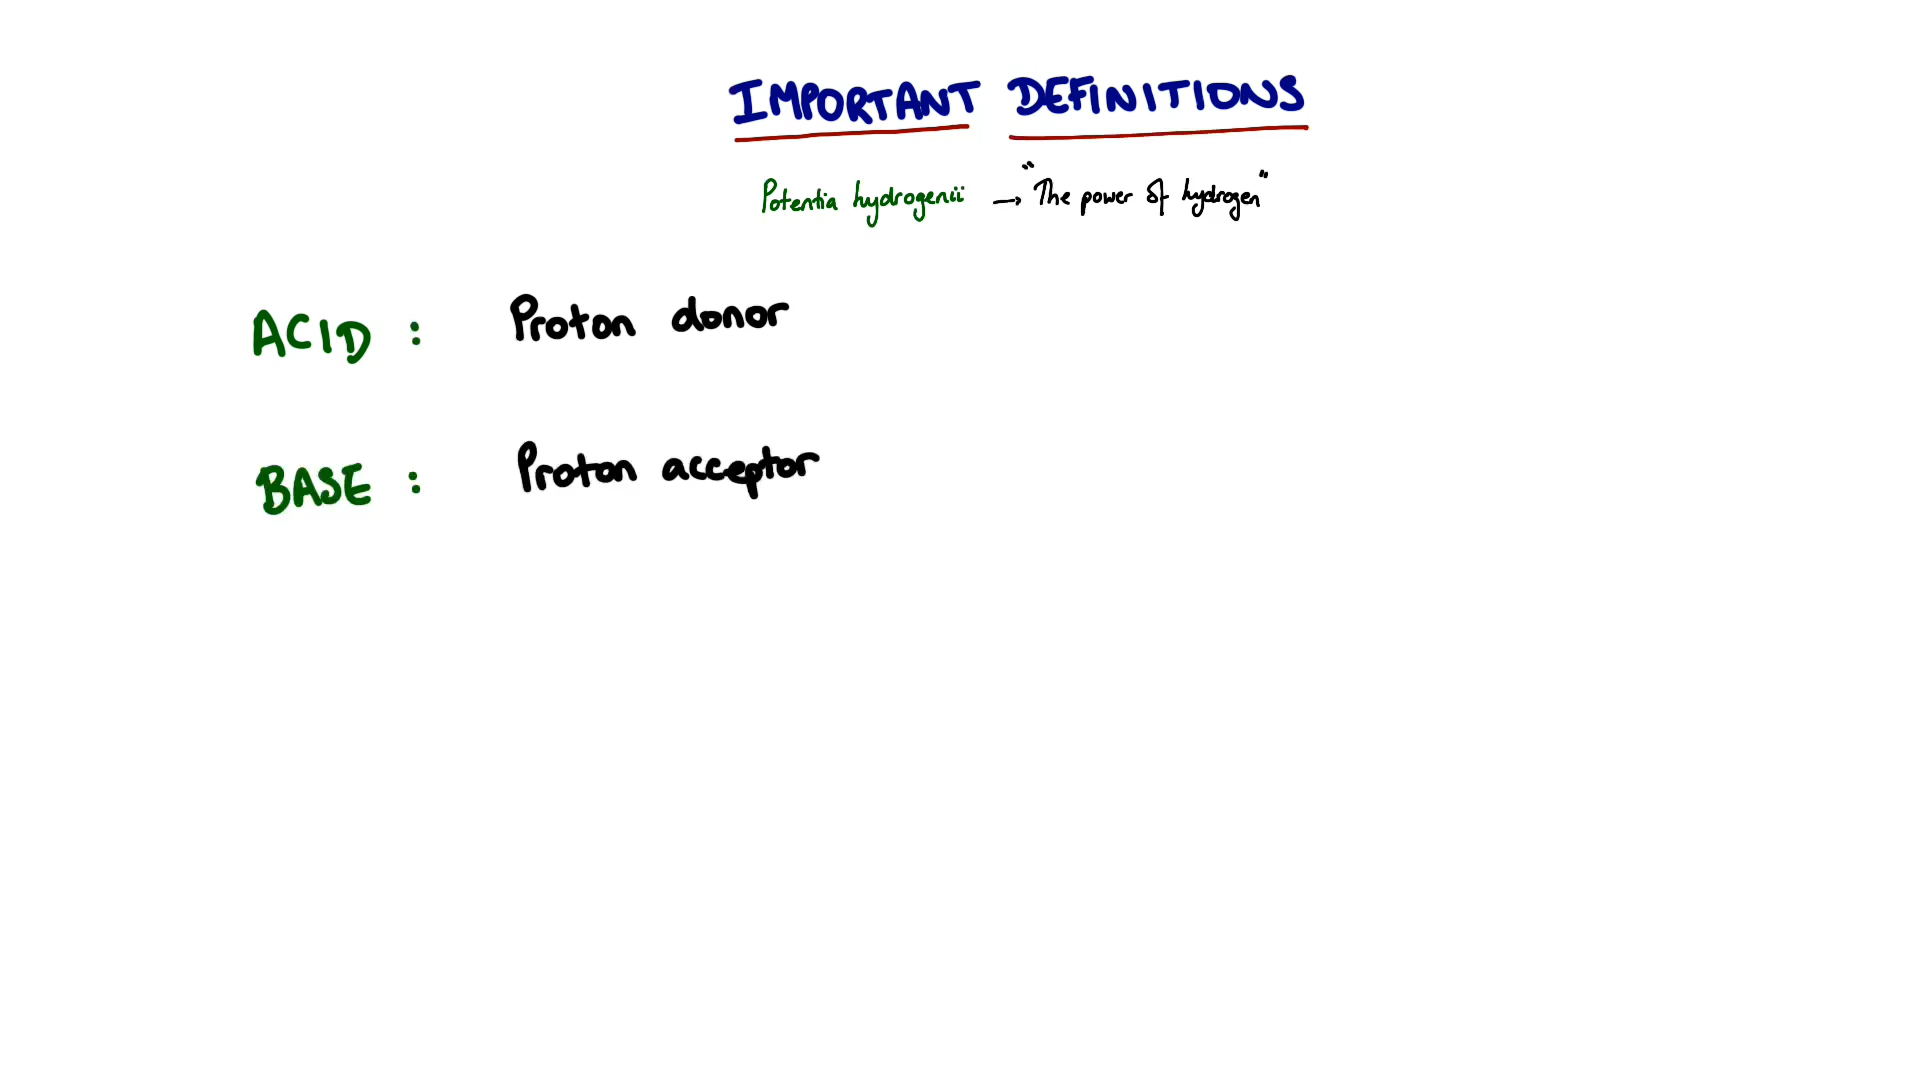 IMPORTANT DEFINITIONS
Potentia hydrogenii → "The power of hydrogen"
ACID : Proton donor
BASE : Proton acceptor